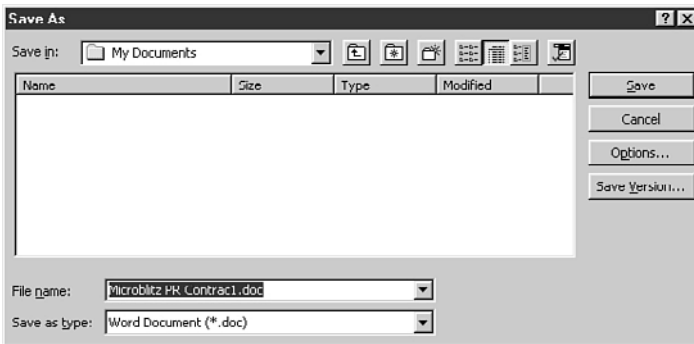 Save As
Save in:
My Documents
Name Size Type Modified
Save
Cancel
Options...
Save Version...
File name:
Microblitz PR Contrac1.doc
Save as type:
Word Document (*.doc)